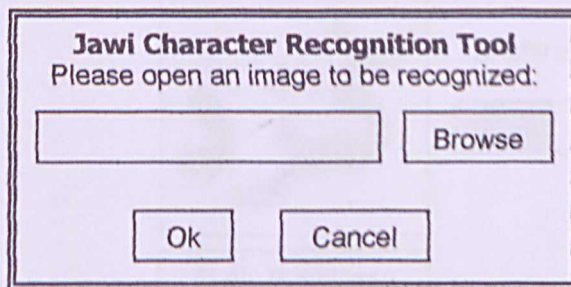 Jawi Character Recognition Tool
Please open an image to be recognized:
Browse
Ok
Cancel